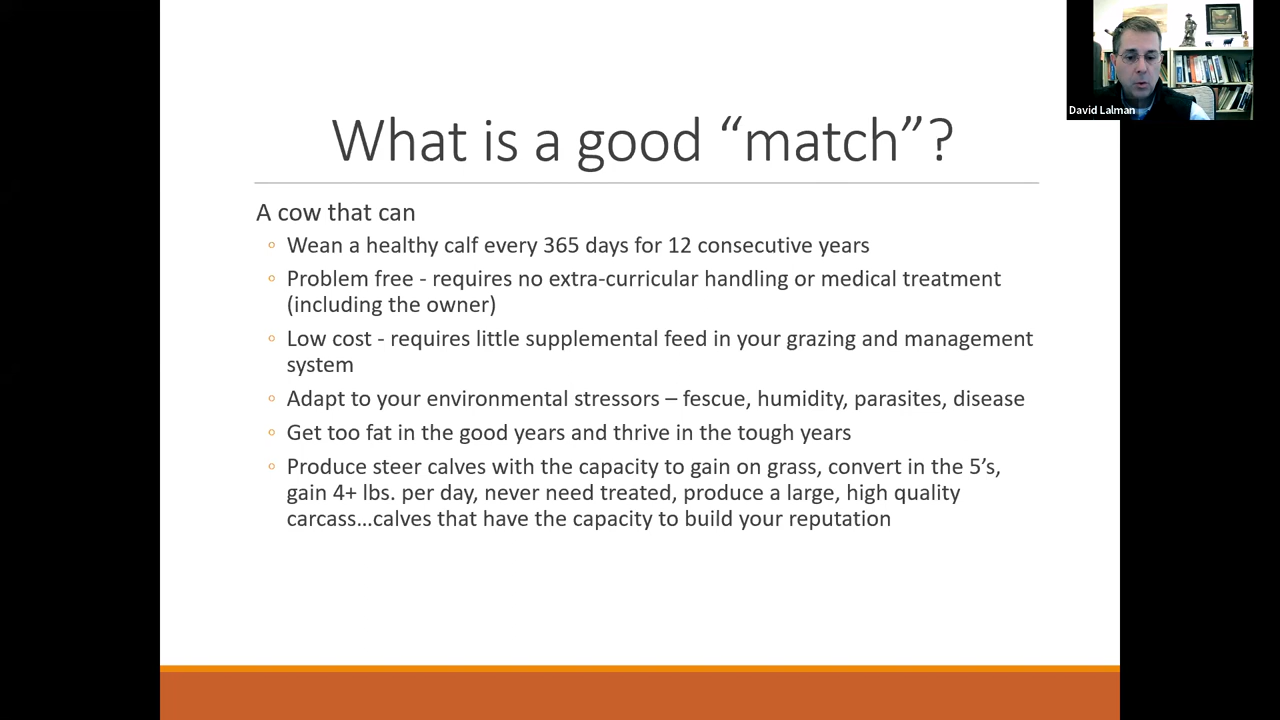 David Lalman
What is a good “match”?
A cow that can
◦ Wean a healthy calf every 365 days for 12 consecutive years
◦ Problem free - requires no extra-curricular handling or medical treatment
(including the owner)
◦ Low cost - requires little supplemental feed in your grazing and management
system
◦ Adapt to your environmental stressors – fescue, humidity, parasites, disease
◦ Get too fat in the good years and thrive in the tough years
◦ Produce steer calves with the capacity to gain on grass, convert in the 5’s,
gain 4+ lbs. per day, never need treated, produce a large, high quality
carcass…calves that have the capacity to build your reputation